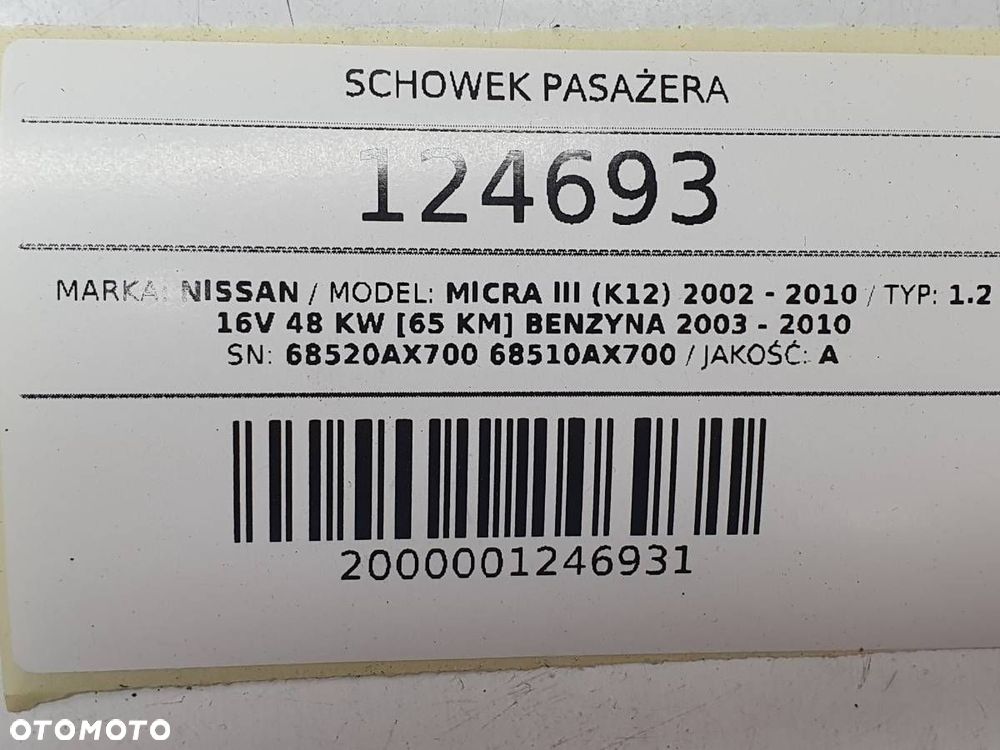 SCHOWEK PASAŻERA
124693
MARKA: NISSAN / MODEL: MICRA III (K12) 2002 - 2010 / TYP: 1.2
16V 48 KW [65 KM] BENZYNA 2003 - 2010
SN: 68520AX700 68510AX700 / JAKOŚĆ: A
2000001246931
OTOMOTO